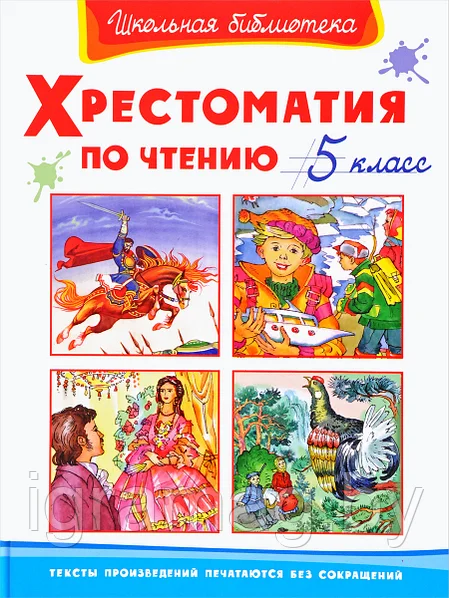 Школьная библиотека
ХРЕСТОМАТИЯ
ПО ЧТЕНИЮ 5 класс
ТЕКСТЫ ПРОИЗВЕДЕНИЙ ПЕЧАТАЮТСЯ БЕЗ СОКРАЩЕНИЙ